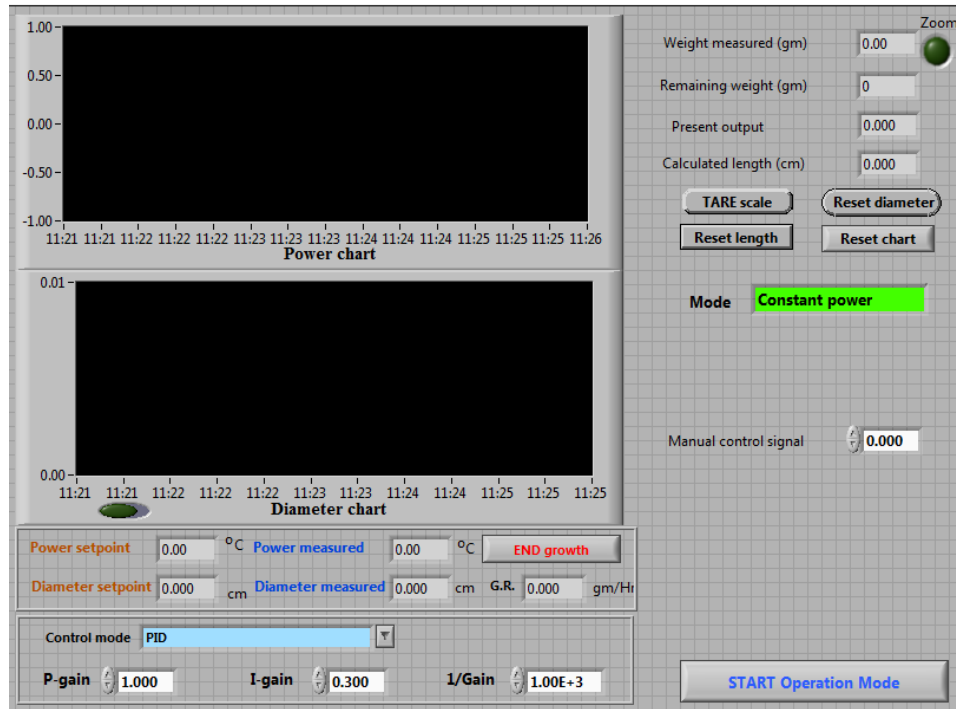 Zoom
1.00
0.50
0.00
-0.50
-1.00
11:21 11:21 11:22 11:22 11:22 11:23 11:23 11:23 11:24 11:24 11:24 11:25 11:25 11:25 11:26
Power chart
0.01
0.00
11:21 11:21 11:22 11:22 11:22 11:23 11:23 11:24 11:24 11:25 11:25 11:25
Diameter chart
Weight measured (gm) 0.00
Remaining weight (gm) 0
Present output 0.000
Calculated length (cm) 0.000
TARE scale Reset diameter
Reset length Reset chart
Mode Constant power
Manual control signal 0.000
Power setpoint 0.00 °C Power measured 0.00 °C END growth
Diameter setpoint 0.000 cm Diameter measured 0.000 cm G.R. 0.000 gm/Hr
Control mode PID
P-gain 1.000 I-gain 0.300 1/Gain 1.00E+3
START Operation Mode